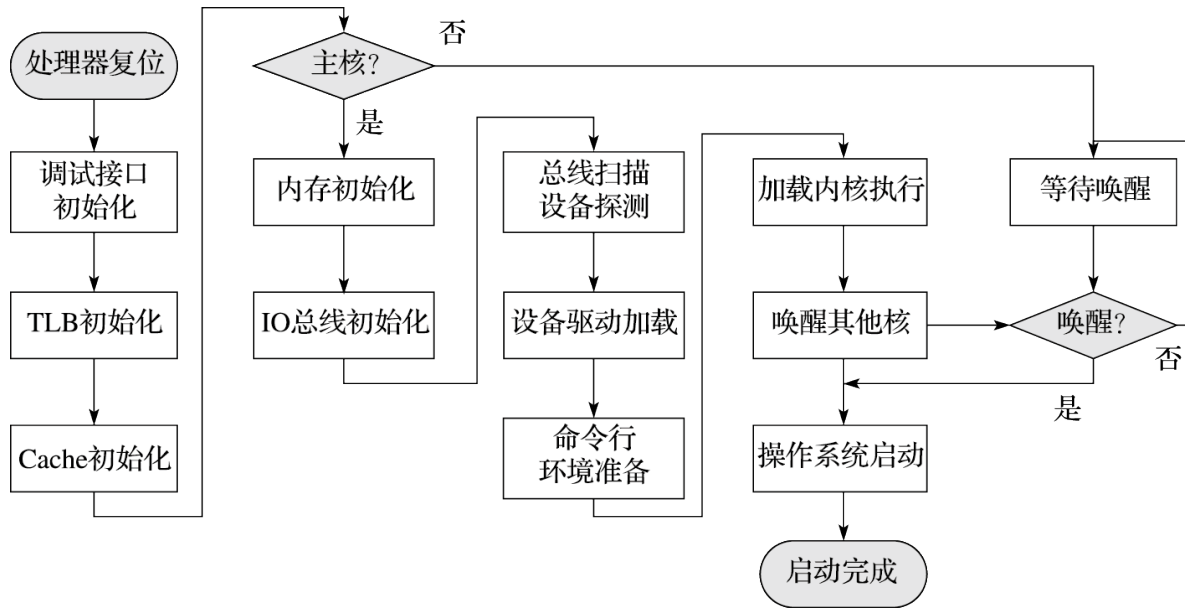 处理器复位
调试接口
初始化
TLB初始化
Cache初始化
主核?
否
是
内存初始化
IO总线初始化
总线扫描
设备探测
设备驱动加载
命令行
环境准备
加载内核执行
唤醒其他核
操作系统启动
启动完成
等待唤醒
唤醒?
否
是